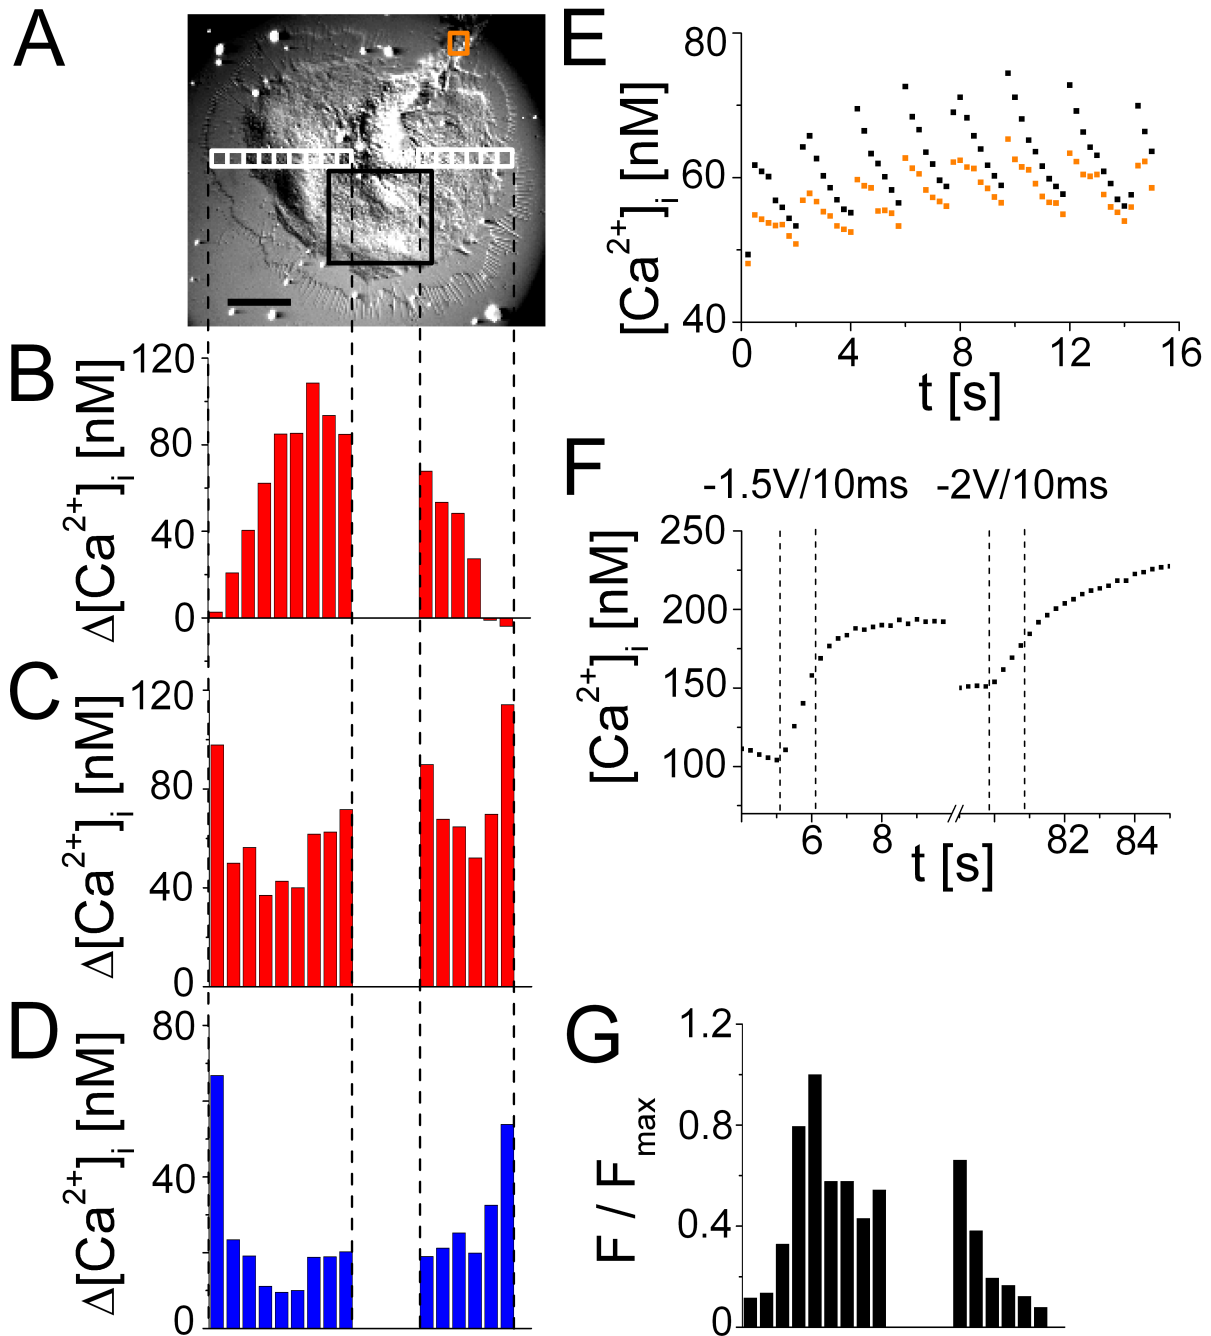 A
B
120
80
40
0
Δ[Ca2+]i [nM]
C
120
80
40
0
Δ[Ca2+]i [nM]
D
80
40
0
Δ[Ca2+]i [nM]
E
80
60
40
[Ca2+]i [nM]
0 4 8 12 16
t [s]
F
-1.5V/10ms -2V/10ms
250
200
150
100
[Ca2+]i [nM]
6 8 82 84
t [s]
G
1.2
0.8
0.4
0
F / Fmax